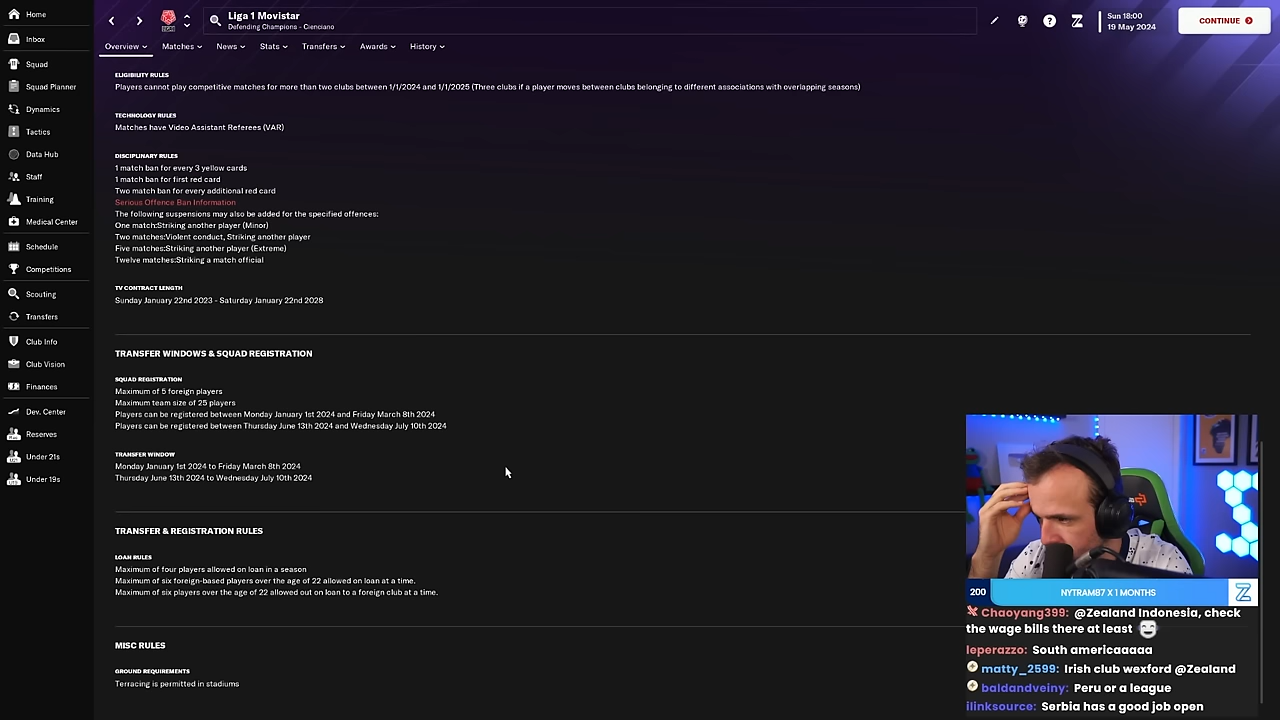 Home
Inbox
Squad
Squad Planner
Dynamics
Tactics
Data Hub
Staff
Training
Medical Center
Schedule
Competitions
Scouting
Transfers
Club Info
Club Vision
Finances
Dev. Center
Reserves
Under 21s
Under 19s
Liga 1 Movistar
Defending Champions - Cienciano
Sun 18:00
19 May 2024
CONTINUE
Overview
Matches
News
Stats
Transfers
Awards
History
ELIGIBILITY RULES
Players cannot play competitive matches for more than two clubs between 1/1/2024 and 1/1/2025 (Three clubs if a player moves between clubs belonging to different associations with overlapping seasons)
TECHNOLOGY RULES
Matches have Video Assistant Referees (VAR)
DISCIPLINARY RULES
1 match ban for every 3 yellow cards
1 match ban for first red card
Two match ban for every additional red card
Serious Offence Ban Information
The following suspensions may also be added for the specified offences:
One match:Striking another player (Minor)
Two matches:Violent conduct, Striking another player
Five matches:Striking another player (Extreme)
Twelve matches:Striking a match official
TV CONTRACT LENGTH
Sunday January 22nd 2023 - Saturday January 22nd 2028
TRANSFER WINDOWS & SQUAD REGISTRATION
SQUAD REGISTRATION
Maximum of 5 foreign players
Maximum team size of 25 players
Players can be registered between Monday January 1st 2024 and Friday March 8th 2024
Players can be registered between Thursday June 13th 2024 and Wednesday July 10th 2024
TRANSFER WINDOW
Monday January 1st 2024 to Friday March 8th 2024
Thursday June 13th 2024 to Wednesday July 10th 2024
TRANSFER & REGISTRATION RULES
LOAN RULES
Maximum of four players allowed on loan in a season
Maximum of six foreign-based players over the age of 22 allowed on loan at a time.
Maximum of six players over the age of 22 allowed out on loan to a foreign club at a time.
MISC RULES
GROUND REQUIREMENTS
Terracing is permitted in stadiums
200 NYTRAM87 X 1 MONTHS
Chaoyang399: @Zealand Indonesia, check
the wage bills there at least
leperazzo: South americaaaaa
matty_2599: Irish club wexford @Zealand
baldandveiny: Peru or a league
ilinksource: Serbia has a good job open